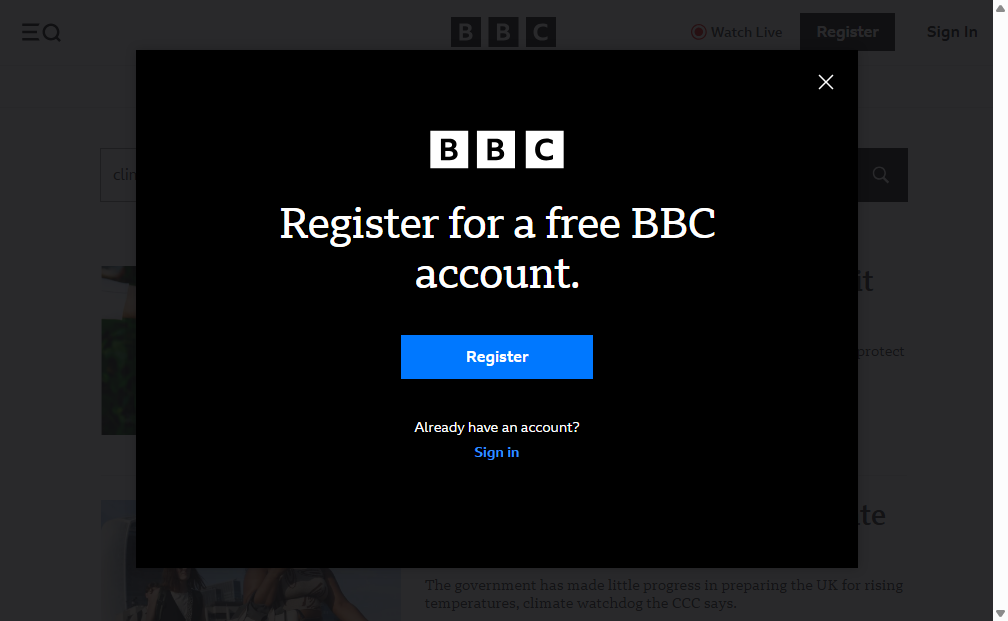 BBC
Watch Live
Register
Sign In
clim
BBC
Register for a free BBC
account.
it
protect
Register
Already have an account?
Sign in
te
The government has made little progress in preparing the UK for rising
temperatures, climate watchdog the CCC says.